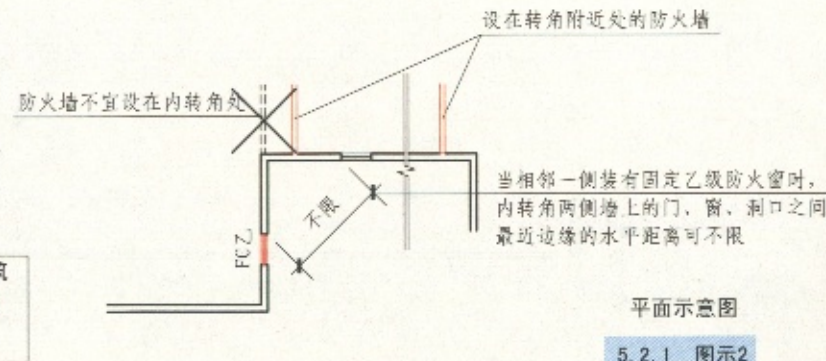 设在转角附近处的防火墙
防火墙不宜设在内转角处
当相邻一侧装有固定乙级防火窗时，
内转角两侧墙上的门、窗、洞口之间
最近边缘的水平距离可不限
不限
FC乙
筑
平面示意图
5.2.1 图示2